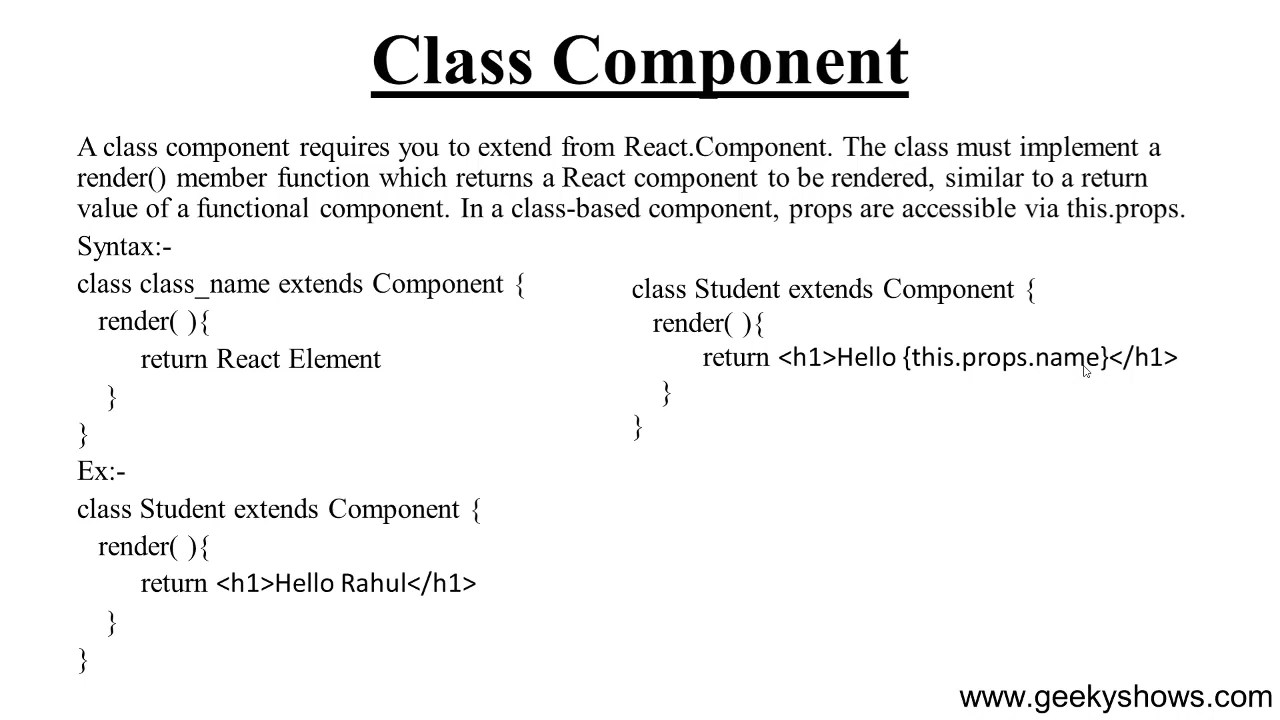 Class Component
A class component requires you to extend from React.Component. The class must implement a
render() member function which returns a React component to be rendered, similar to a return
value of a functional component. In a class-based component, props are accessible via this.props.
Syntax:-
class class_name extends Component {
render( ){
return React Element
}
}
Ex:-
class Student extends Component {
render( ){
return <h1>Hello Rahul</h1>
}
}
class Student extends Component {
render( ){
return <h1>Hello {this.props.name}</h1>
}
}
www.geekyshows.com